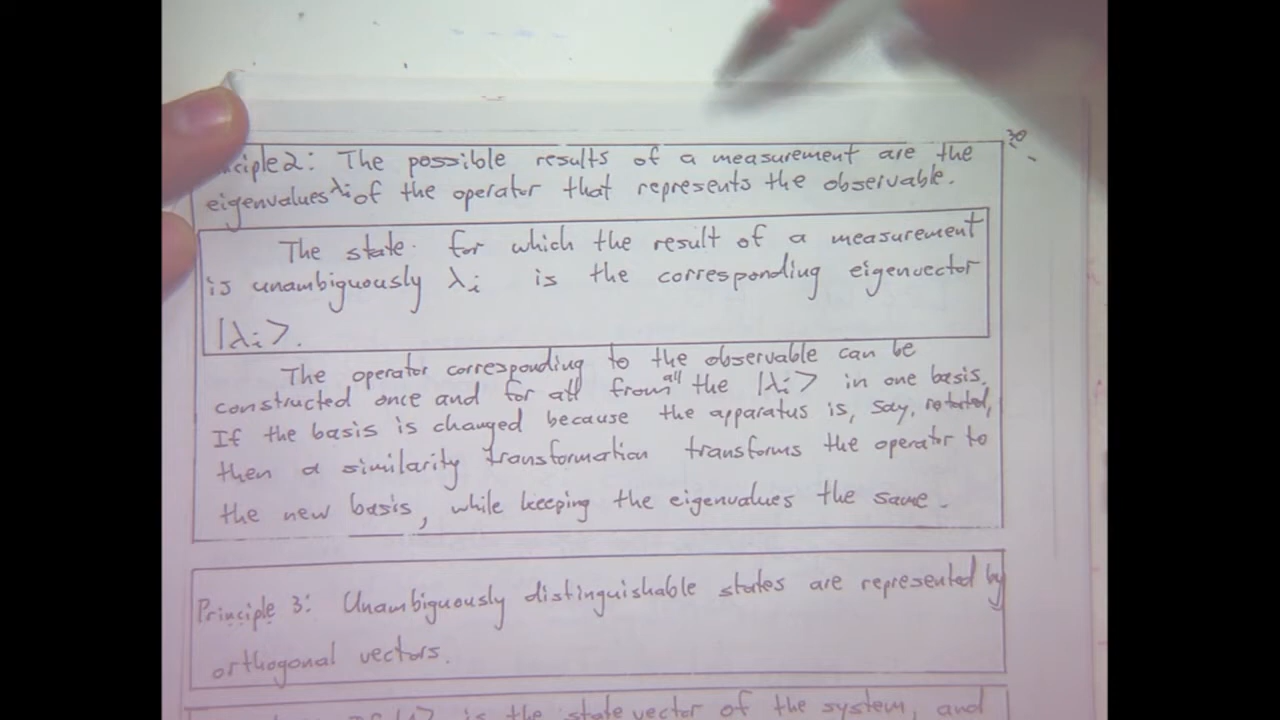 ciple 2: The possible results of a measurement are the
eigenvalues λi of the operator that represents the observable.
The state for which the result of a measurement
is unambiguously λi is the corresponding eigenvector
|λi>.
The operator corresponding to the observable can be
constructed once and for all from all the |λi> in one basis.
If the basis is changed because the apparatus is, say, rotated,
then a similarity transformation transforms the operator to
the new basis, while keeping the eigenvalues the same.
Principle 3: Unambiguously distinguishable states are represented by
orthogonal vectors.
is the state vector of the system, and